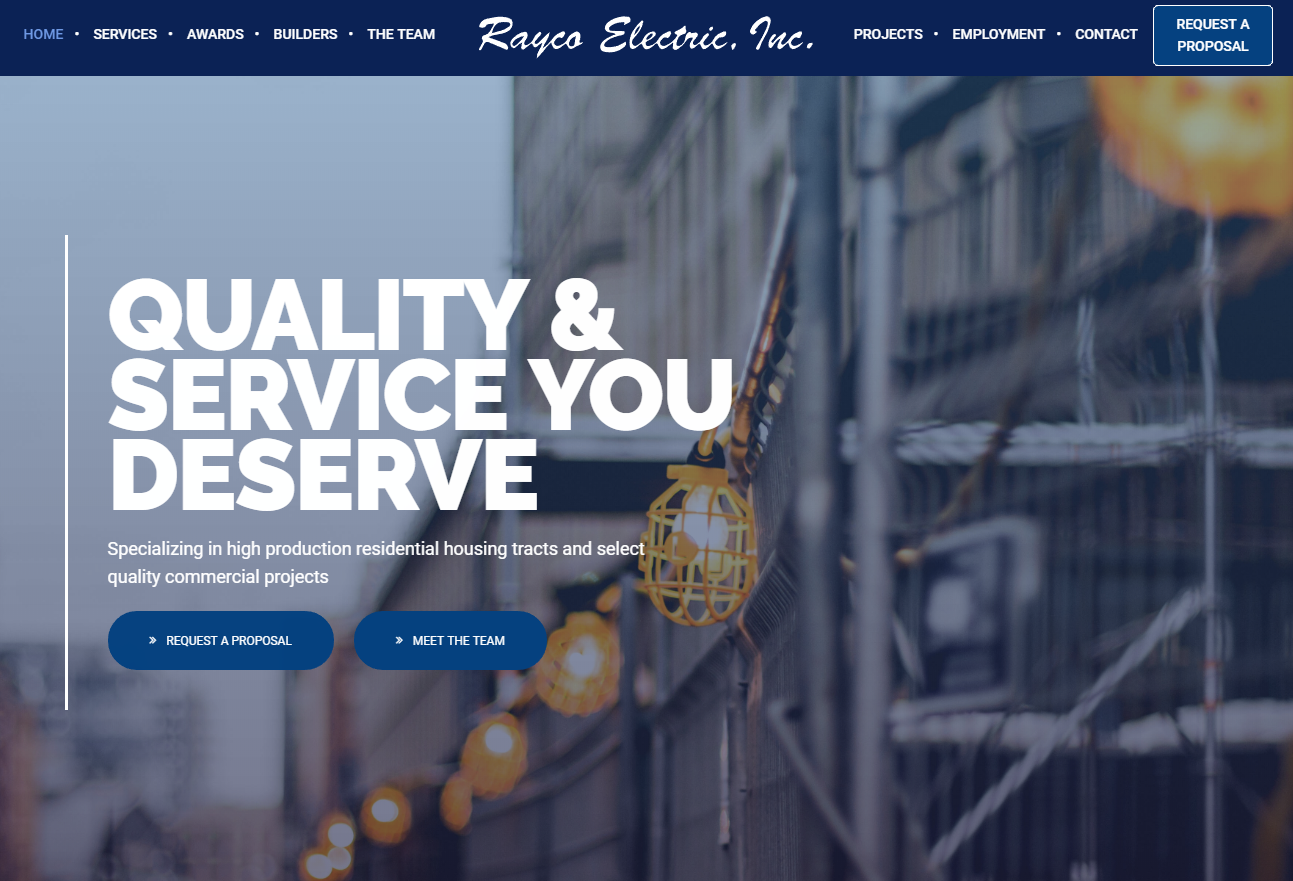 HOME • SERVICES • AWARDS • BUILDERS • THE TEAM
Rayco Electric, Inc.
PROJECTS • EMPLOYMENT • CONTACT
REQUEST A
PROPOSAL
QUALITY &
SERVICE YOU
DESERVE
Specializing in high production residential housing tracts and select
quality commercial projects
» REQUEST A PROPOSAL
» MEET THE TEAM